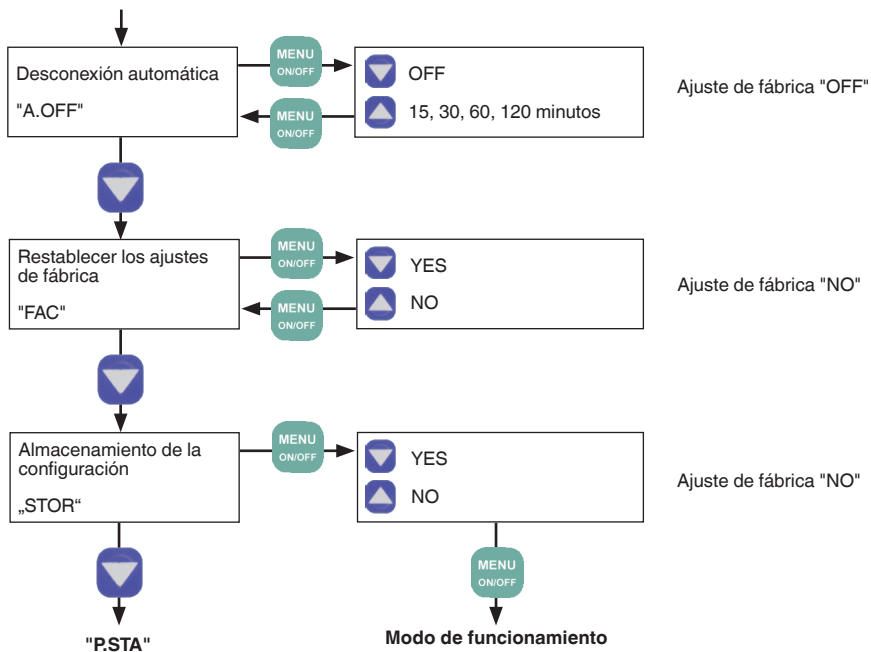 Desconexión automática
"A.OFF"
MENU
ON/OFF
MENU
ON/OFF
OFF
15, 30, 60, 120 minutos
Ajuste de fábrica "OFF"
Restablecer los ajustes
de fábrica
"FAC"
MENU
ON/OFF
MENU
ON/OFF
YES
NO
Ajuste de fábrica "NO"
Almacenamiento de la
configuración
„STOR“
MENU
ON/OFF
YES
NO
Ajuste de fábrica "NO"
MENU
ON/OFF
"P.STA"
Modo de funcionamiento